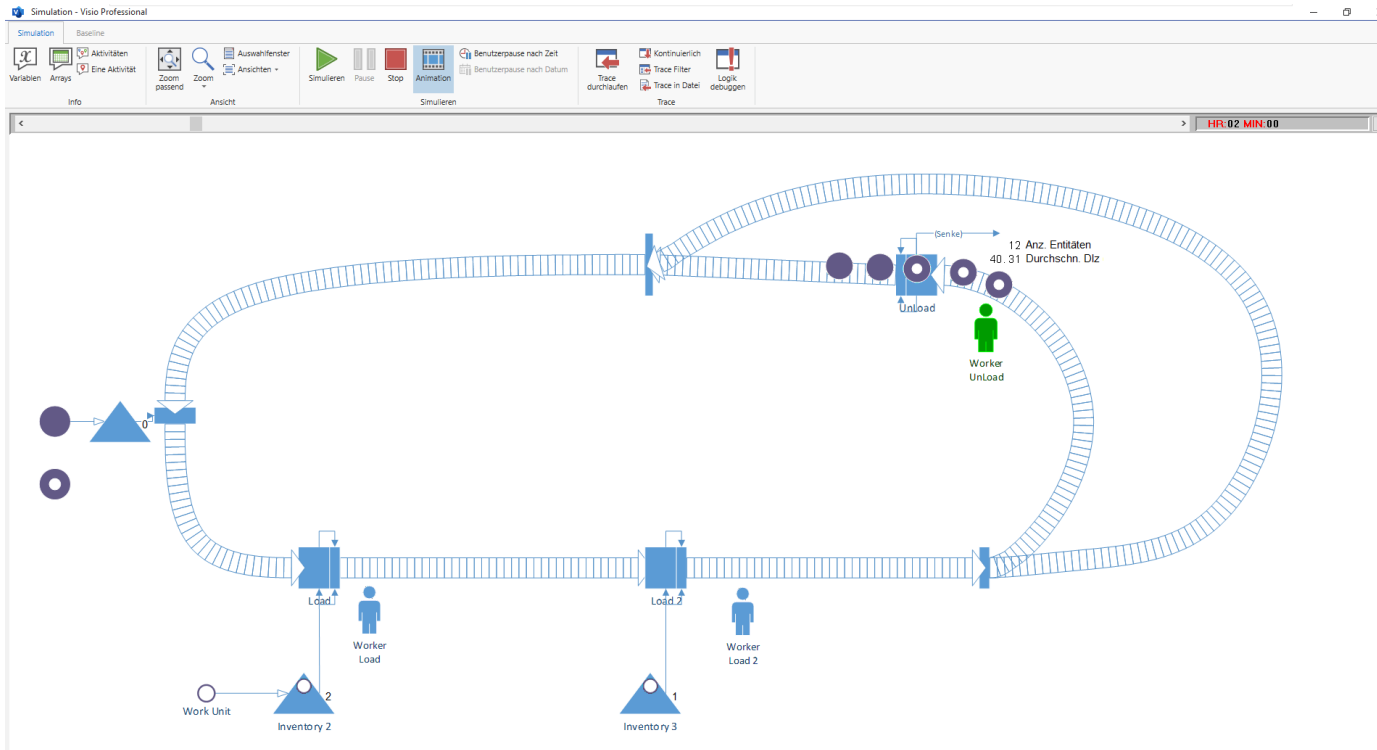 Simulation - Visio Professional
Simulation
Baseline
Variablen
Arrays
Aktivitäten
Eine Aktivität
Info
Zoom
passend
Zoom
Auswahlfenster
Ansichten
Ansicht
Simulieren
Pause
Stop
Animation
Benutzerpause nach Zeit
Benutzerpause nach Datum
Simulieren
Trace
durchlaufen
Kontinuierlich
Trace Filter
Trace in Datei
Logik
debuggen
Trace
HR:02 MIN:00
(Senke)
12 Anz. Entitäten
40.31 Durchschn. Dlz
UnLoad
Worker
UnLoad
0
Load
Worker
Load
Load 2
Worker
Load 2
Work Unit
2
Inventory 2
1
Inventory 3